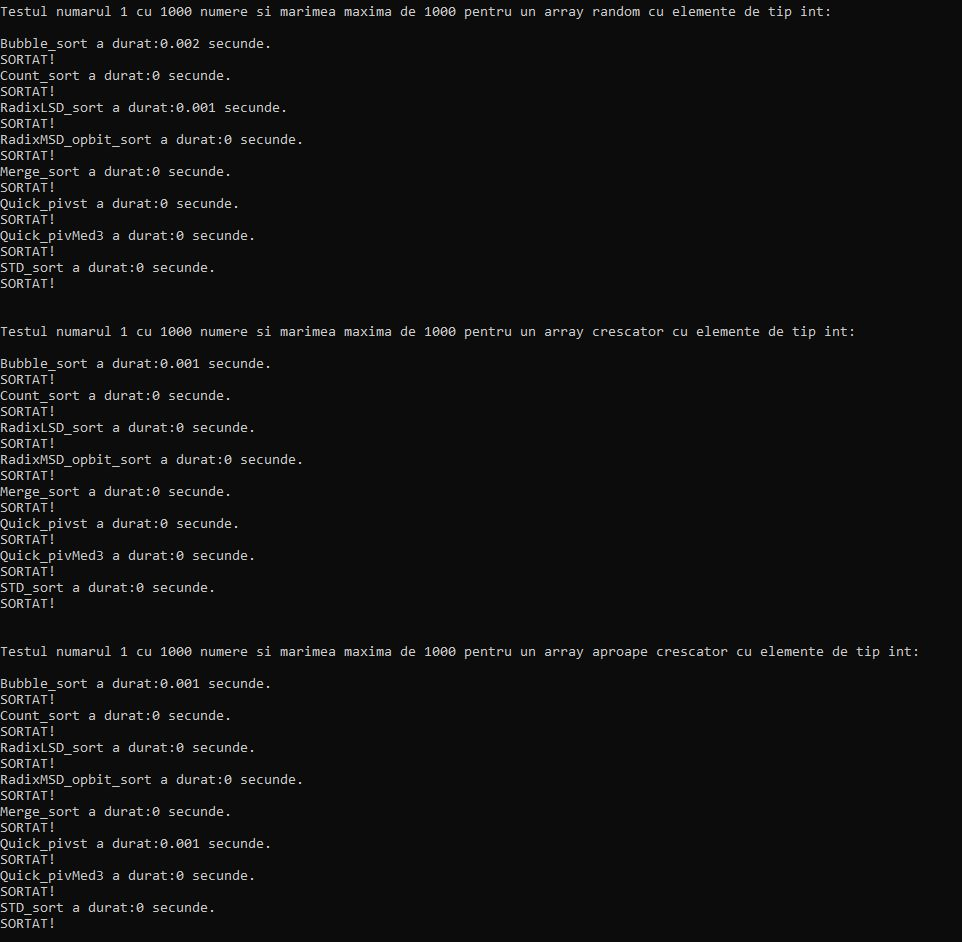 Testul numarul 1 cu 1000 numere si marimea maxima de 1000 pentru un array random cu elemente de tip int:
Bubble_sort a durat:0.002 secunde.
SORTAT!
Count_sort a durat:0 secunde.
SORTAT!
RadixLSD_sort a durat:0.001 secunde.
SORTAT!
RadixMSD_opbit_sort a durat:0 secunde.
SORTAT!
Merge_sort a durat:0 secunde.
SORTAT!
Quick_pivst a durat:0 secunde.
SORTAT!
Quick_pivMed3 a durat:0 secunde.
SORTAT!
STD_sort a durat:0 secunde.
SORTAT!
Testul numarul 1 cu 1000 numere si marimea maxima de 1000 pentru un array crescator cu elemente de tip int:
Bubble_sort a durat:0.001 secunde.
SORTAT!
Count_sort a durat:0 secunde.
SORTAT!
RadixLSD_sort a durat:0 secunde.
SORTAT!
RadixMSD_opbit_sort a durat:0 secunde.
SORTAT!
Merge_sort a durat:0 secunde.
SORTAT!
Quick_pivst a durat:0 secunde.
SORTAT!
Quick_pivMed3 a durat:0 secunde.
SORTAT!
STD_sort a durat:0 secunde.
SORTAT!
Testul numarul 1 cu 1000 numere si marimea maxima de 1000 pentru un array aproape crescator cu elemente de tip int:
Bubble_sort a durat:0.001 secunde.
SORTAT!
Count_sort a durat:0 secunde.
SORTAT!
RadixLSD_sort a durat:0 secunde.
SORTAT!
RadixMSD_opbit_sort a durat:0 secunde.
SORTAT!
Merge_sort a durat:0 secunde.
SORTAT!
Quick_pivst a durat:0.001 secunde.
SORTAT!
Quick_pivMed3 a durat:0 secunde.
SORTAT!
STD_sort a durat:0 secunde.
SORTAT!